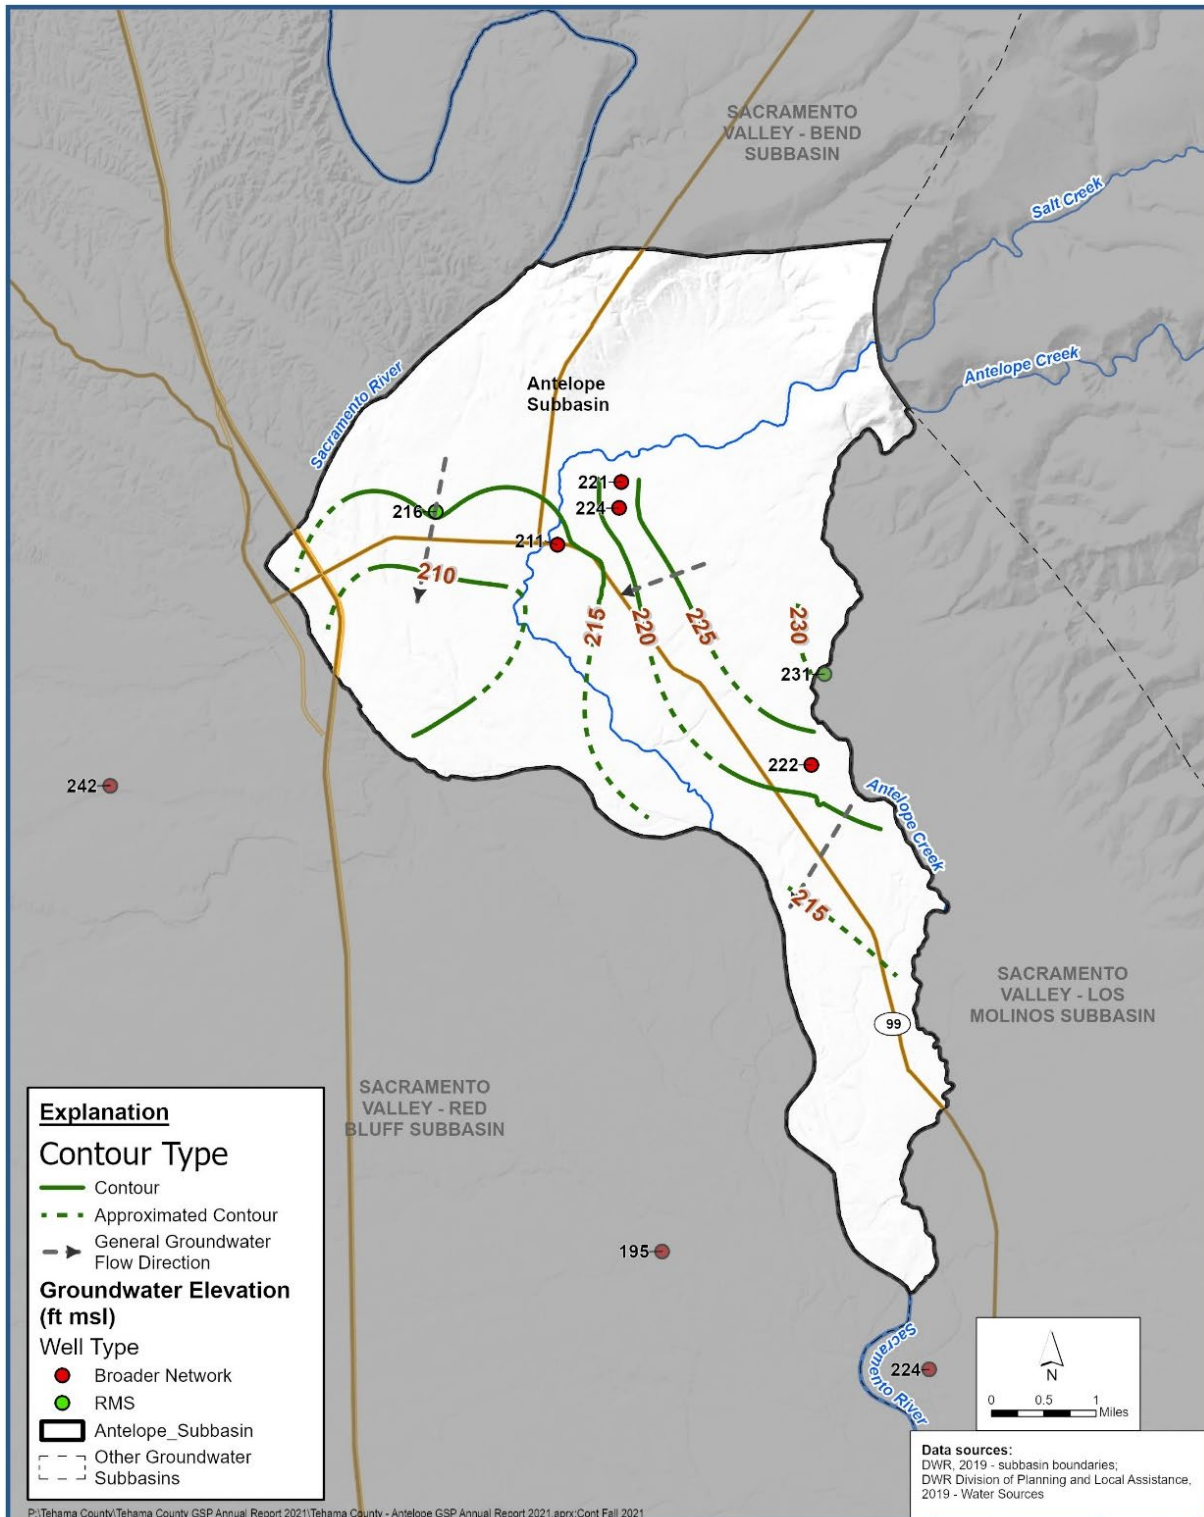 SACRAMENTO
VALLEY - BEND
SUBBASIN
Salt Creek
Antelope Creek
Sacramento River
Antelope
Subbasin
221
216
224
211
210
215
220
225
230
231
242
222
Antelope Creek
215
SACRAMENTO
VALLEY - LOS
MOLINOS SUBBASIN
99
SACRAMENTO
VALLEY - RED
BLUFF SUBBASIN
195
224
Sacramento River
Explanation
Contour Type
Contour
Approximated Contour
General Groundwater
Flow Direction
Groundwater Elevation
(ft msl)
Well Type
Broader Network
RMS
Antelope_Subbasin
Other Groundwater
Subbasins
N
0 0.5 1
Miles
Data sources:
DWR, 2019 - subbasin boundaries;
DWR Division of Planning and Local Assistance,
2019 - Water Sources
P:\Tehama County\Tehama County GSP Annual Report 2021\Tehama County - Antelope GSP Annual Report 2021.aprx:Cont Fall 2021